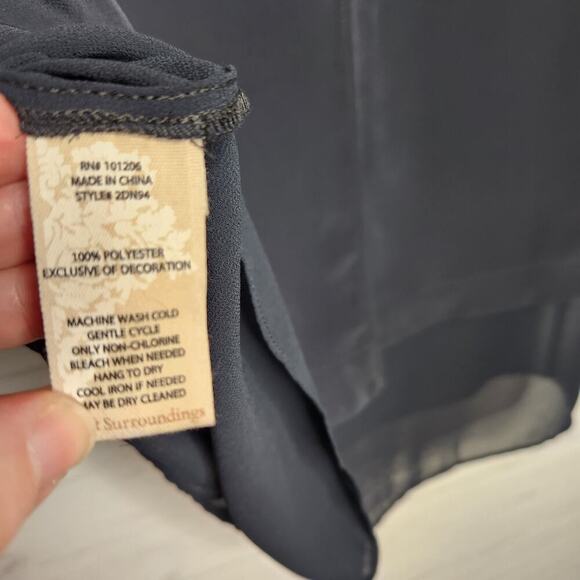 RN# 101206
MADE IN CHINA
STYLE# 2DN94
100% POLYESTER
EXCLUSIVE OF DECORATION
MACHINE WASH COLD
GENTLE CYCLE
ONLY NON-CHLORINE
BLEACH WHEN NEEDED
HANG TO DRY
COOL IRON IF NEEDED
MAY BE DRY CLEANED
Surroundings